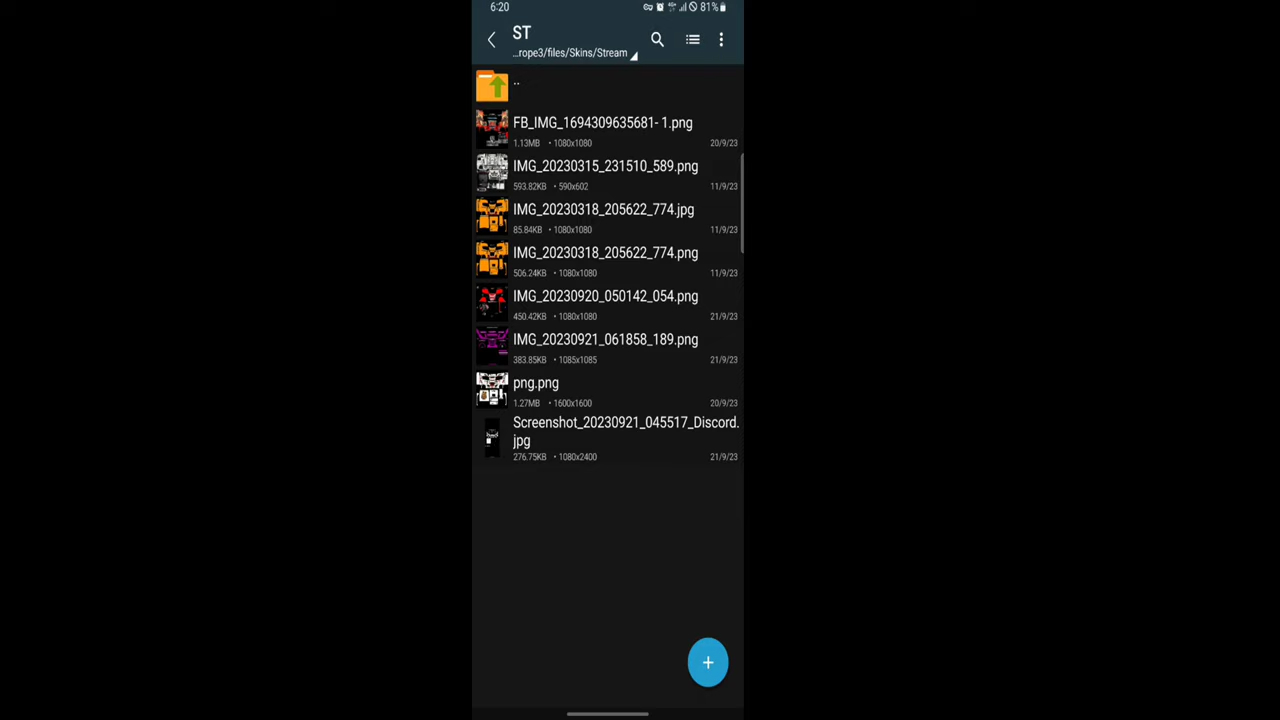 6:20
81%
ST
...rope3/files/Skins/Stream
..
FB_IMG_1694309635681- 1.png
1.13MB • 1080x1080 20/9/23
IMG_20230315_231510_589.png
593.82KB • 590x602 11/9/23
IMG_20230318_205622_774.jpg
85.84KB • 1080x1080 11/9/23
IMG_20230318_205622_774.png
506.24KB • 1080x1080 11/9/23
IMG_20230920_050142_054.png
450.42KB • 1080x1080 21/9/23
IMG_20230921_061858_189.png
383.85KB • 1085x1085 21/9/23
png.png
1.27MB • 1600x1600 20/9/23
Screenshot_20230921_045517_Discord.
jpg
276.75KB • 1080x2400 21/9/23